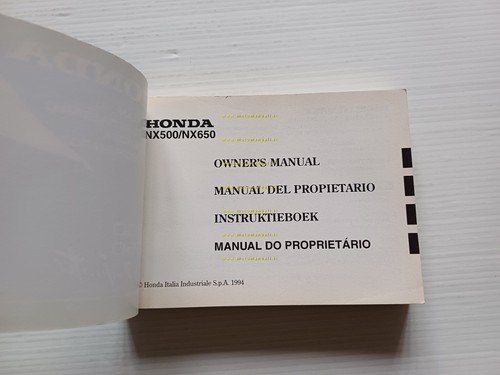 HONDA
NX500/NX650
OWNER'S MANUAL
MANUAL DEL PROPIETARIO
INSTRUKTIEBOEK
MANUAL DO PROPRIETÁRIO
© Honda Italia Industriale S.p.A. 1994